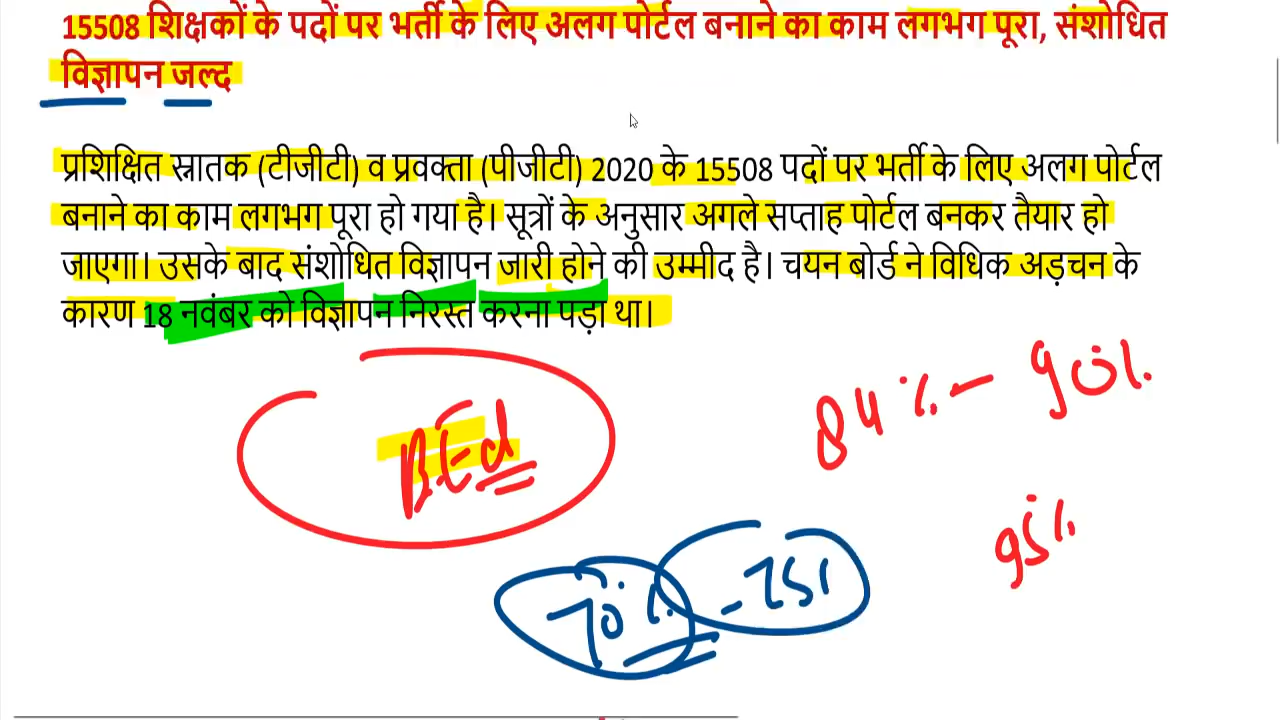 15508 शिक्षकों के पदों पर भर्ती के लिए अलग पोर्टल बनाने का काम लगभग पूरा, संशोधित
विज्ञापन जल्द
प्रशिक्षित स्नातक (टीजीटी) व प्रवक्ता (पीजीटी) 2020 के 15508 पदों पर भर्ती के लिए अलग पोर्टल
बनाने का काम लगभग पूरा हो गया है। सूत्रों के अनुसार अगले सप्ताह पोर्टल बनकर तैयार हो
जाएगा। उसके बाद संशोधित विज्ञापन जारी होने की उम्मीद है। चयन बोर्ड ने विधिक अड़चन के
कारण 18 नवंबर को विज्ञापन निरस्त करना पड़ा था।
84% - 90%
BEd
95%
70% - 75%